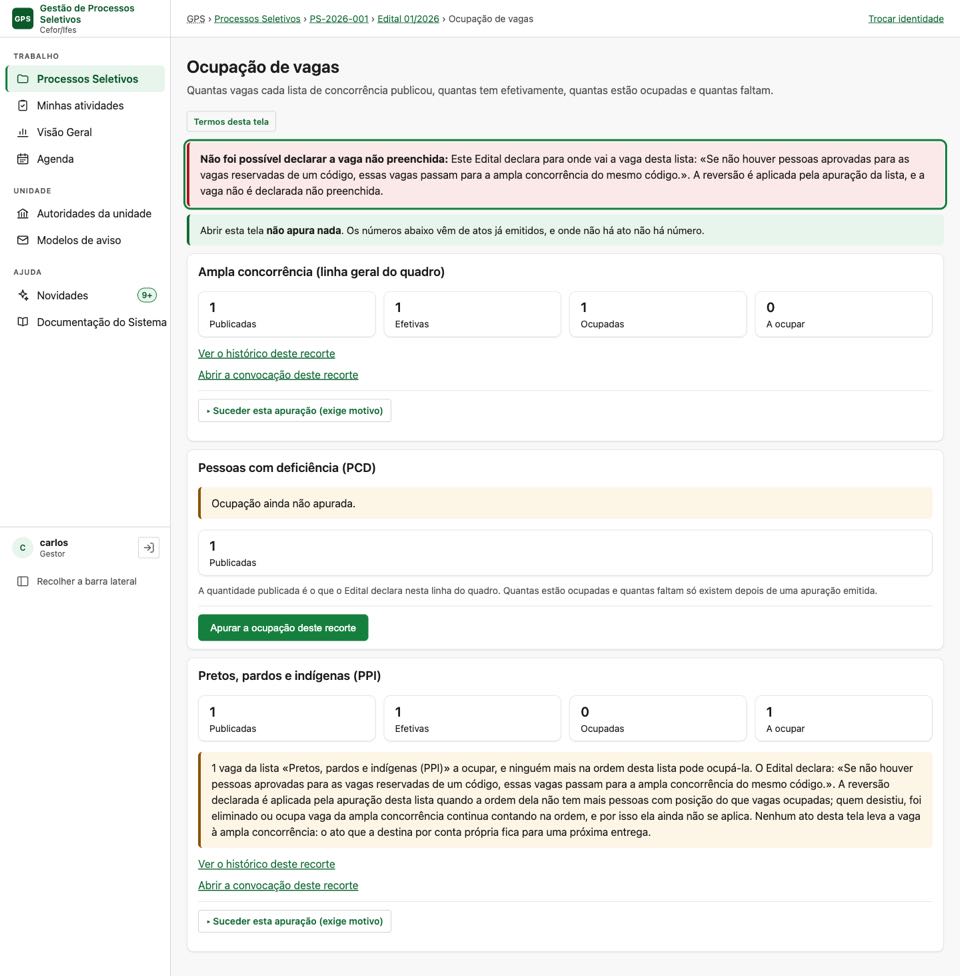 GPS
Gestão de Processos
Seletivos
Cefor/Ifes
GPS › Processos Seletivos › PS-2026-001 › Edital 01/2026 › Ocupação de vagas
Trocar identidade
TRABALHO
Processos Seletivos
Minhas atividades
Visão Geral
Agenda
UNIDADE
Autoridades da unidade
Modelos de aviso
AJUDA
Novidades
9+
Documentação do Sistema
C
carlos
Gestor
Recolher a barra lateral
Ocupação de vagas
Quantas vagas cada lista de concorrência publicou, quantas tem efetivamente, quantas estão ocupadas e quantas faltam.
Termos desta tela
Não foi possível declarar a vaga não preenchida: Este Edital declara para onde vai a vaga desta lista: «Se não houver pessoas aprovadas para as
vagas reservadas de um código, essas vagas passam para a ampla concorrência do mesmo código.». A reversão é aplicada pela apuração da lista, e a
vaga não é declarada não preenchida.
Abrir esta tela não apura nada. Os números abaixo vêm de atos já emitidos, e onde não há ato não há número.
Ampla concorrência (linha geral do quadro)
1
Publicadas
1
Efetivas
1
Ocupadas
0
A ocupar
Ver o histórico deste recorte
Abrir a convocação deste recorte
▸ Suceder esta apuração (exige motivo)
Pessoas com deficiência (PCD)
Ocupação ainda não apurada.
1
Publicadas
A quantidade publicada é o que o Edital declara nesta linha do quadro. Quantas estão ocupadas e quantas faltam só existem depois de uma apuração emitida.
Apurar a ocupação deste recorte
Pretos, pardos e indígenas (PPI)
1
Publicadas
1
Efetivas
0
Ocupadas
1
A ocupar
1 vaga da lista «Pretos, pardos e indígenas (PPI)» a ocupar, e ninguém mais na ordem desta lista pode ocupá-la. O Edital declara: «Se não houver
pessoas aprovadas para as vagas reservadas de um código, essas vagas passam para a ampla concorrência do mesmo código.». A reversão
declarada é aplicada pela apuração desta lista quando a ordem dela não tem mais pessoas com posição do que vagas ocupadas; quem desistiu, foi
eliminado ou ocupa vaga da ampla concorrência continua contando na ordem, e por isso ela ainda não se aplica. Nenhum ato desta tela leva a vaga
à ampla concorrência: o ato que a destina por conta própria fica para uma próxima entrega.
Ver o histórico deste recorte
Abrir a convocação deste recorte
▸ Suceder esta apuração (exige motivo)